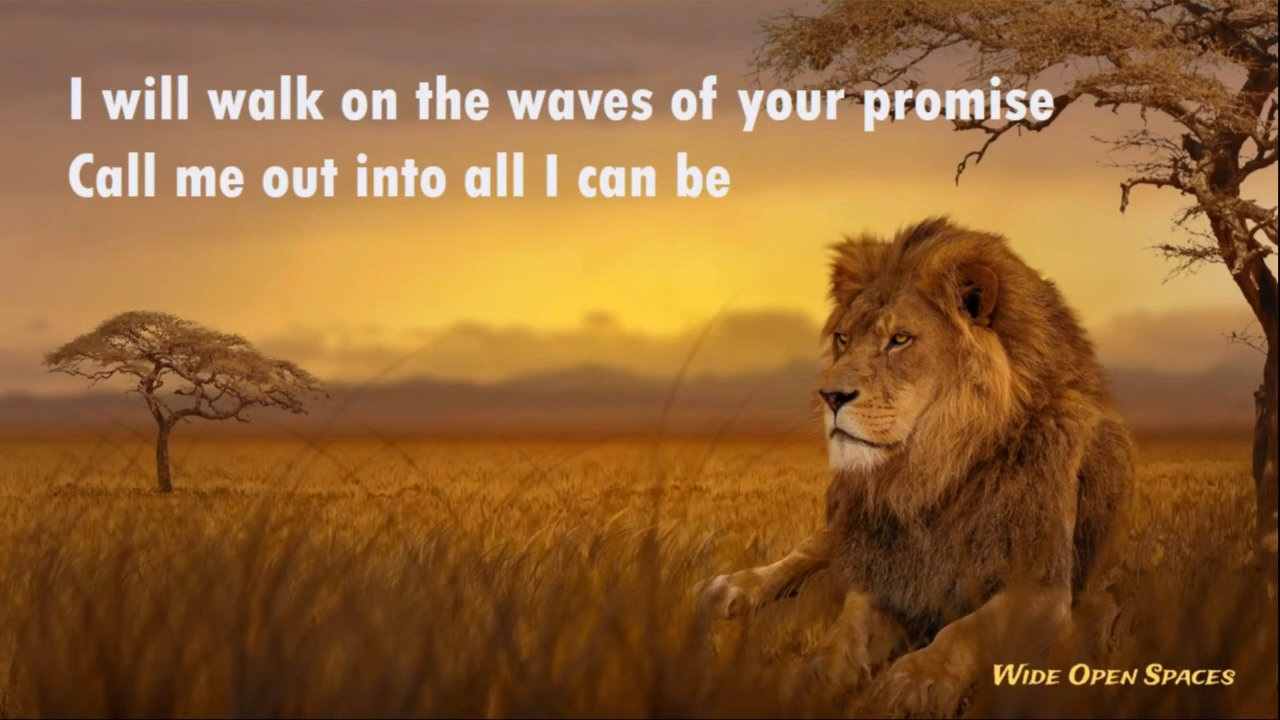 I will walk on the waves of your promise
Call me out into all I can be
Wide Open Spaces